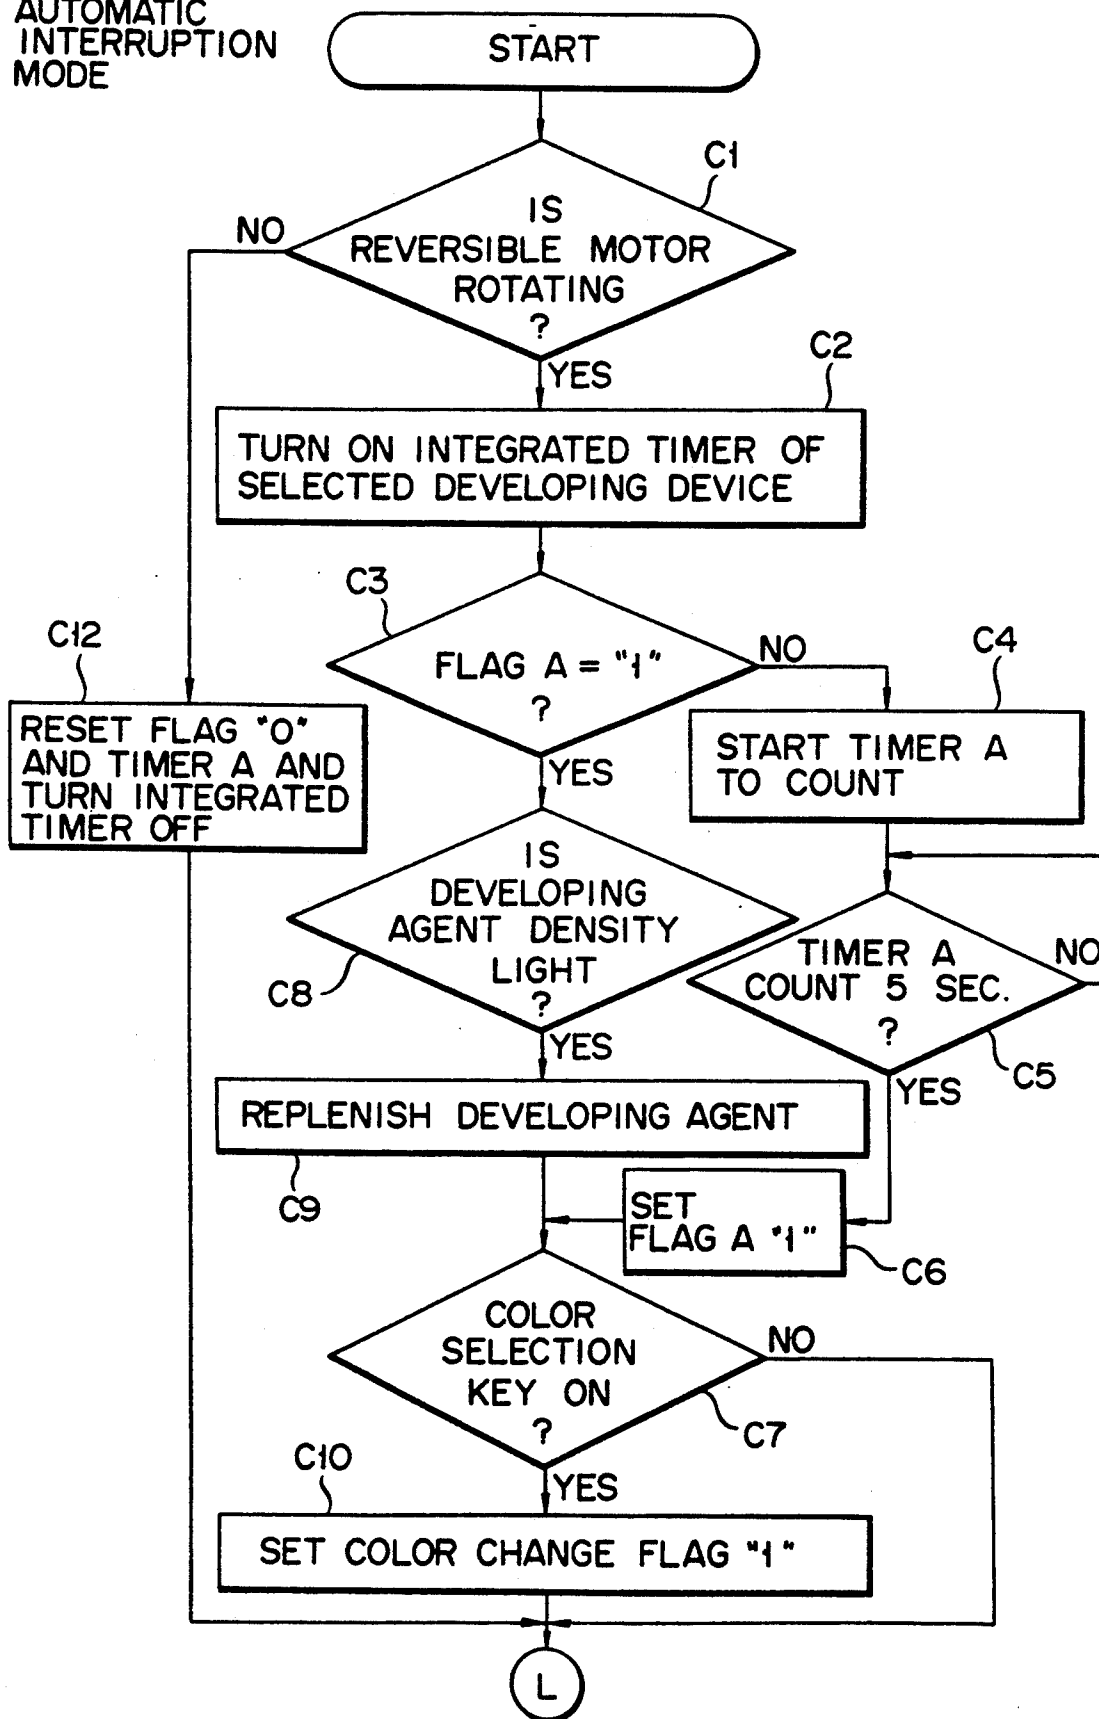 AUTOMATIC
INTERRUPTION
MODE
START
C1
IS
REVERSIBLE MOTOR
ROTATING
?
NO
YES
C2
TURN ON INTEGRATED TIMER OF
SELECTED DEVELOPING DEVICE
C3
FLAG A = "1"
?
NO
YES
C12
RESET FLAG "0"
AND TIMER A AND
TURN INTEGRATED
TIMER OFF
C4
START TIMER A
TO COUNT
IS
DEVELOPING
AGENT DENSITY
LIGHT
?
C8
YES
TIMER A
COUNT 5 SEC.
?
NO
C5
YES
REPLENISH DEVELOPING AGENT
C9
SET
FLAG A "1"
C6
COLOR
SELECTION
KEY ON
?
NO
C7
YES
C10
SET COLOR CHANGE FLAG "1"
L